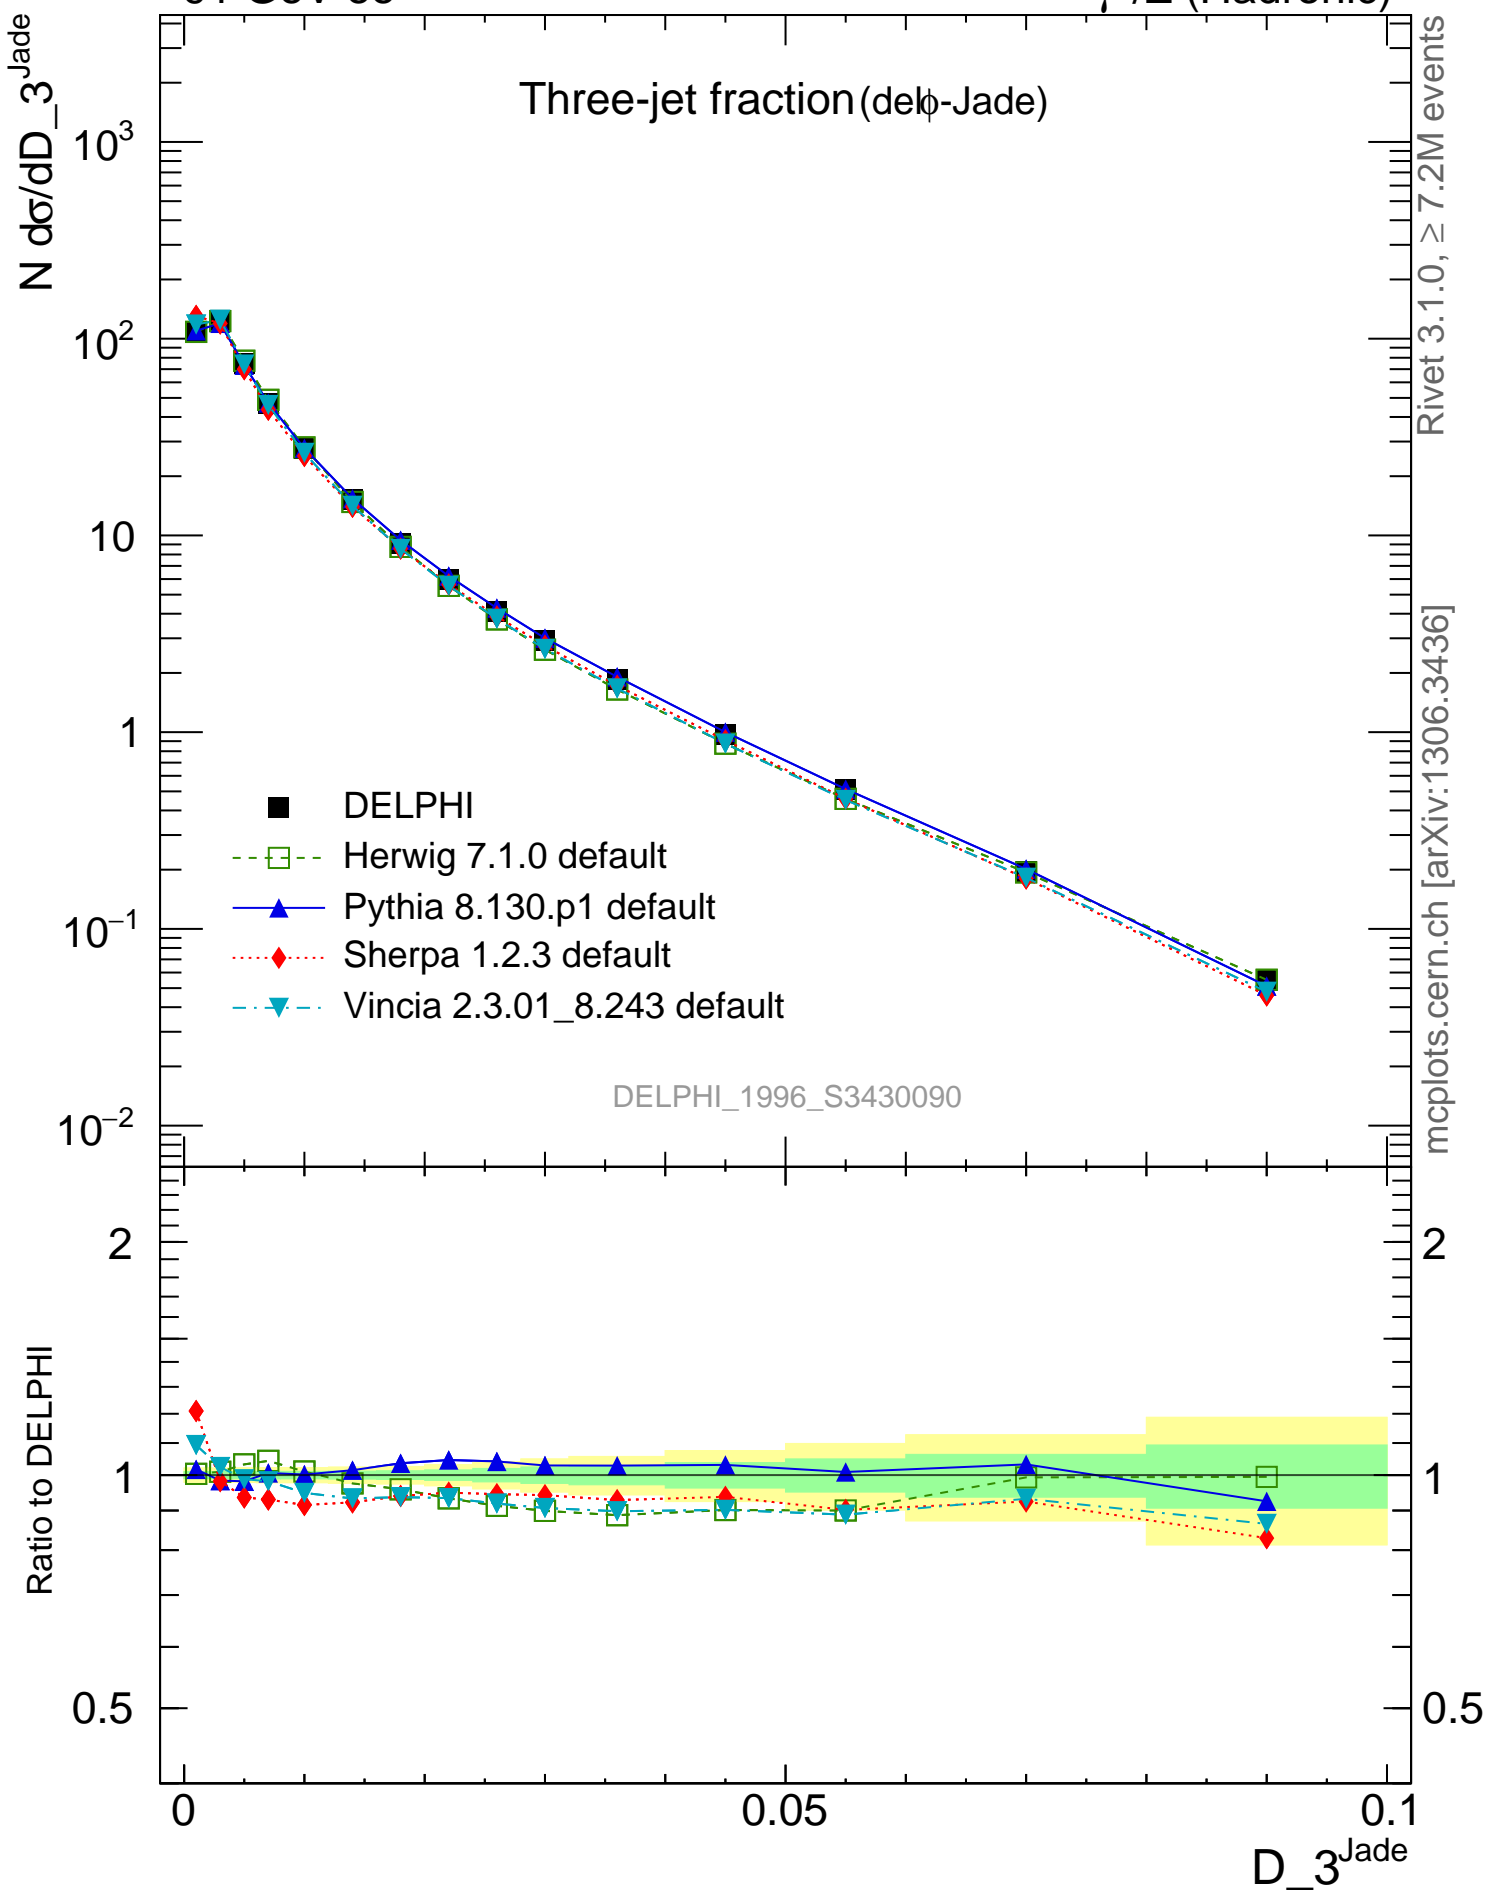 Three-jet fraction (delϕ-Jade)
N dσ/dD_3^Jade
10^3
10^2
10
1
10^−1
10^−2
DELPHI
Herwig 7.1.0 default
Pythia 8.130.p1 default
Sherpa 1.2.3 default
Vincia 2.3.01_8.243 default
DELPHI_1996_S3430090
Rivet 3.1.0, ≥ 7.2M events
mcplots.cern.ch [arXiv:1306.3436]
Ratio to DELPHI
2
1
0.5
2
1
0.5
0
0.05
0.1
D_3^Jade